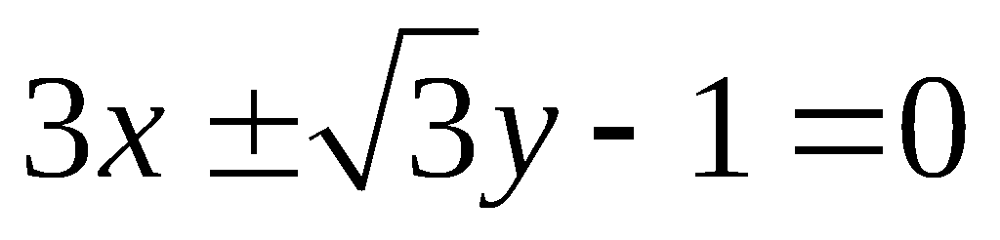 3x ± √3y - 1 = 0